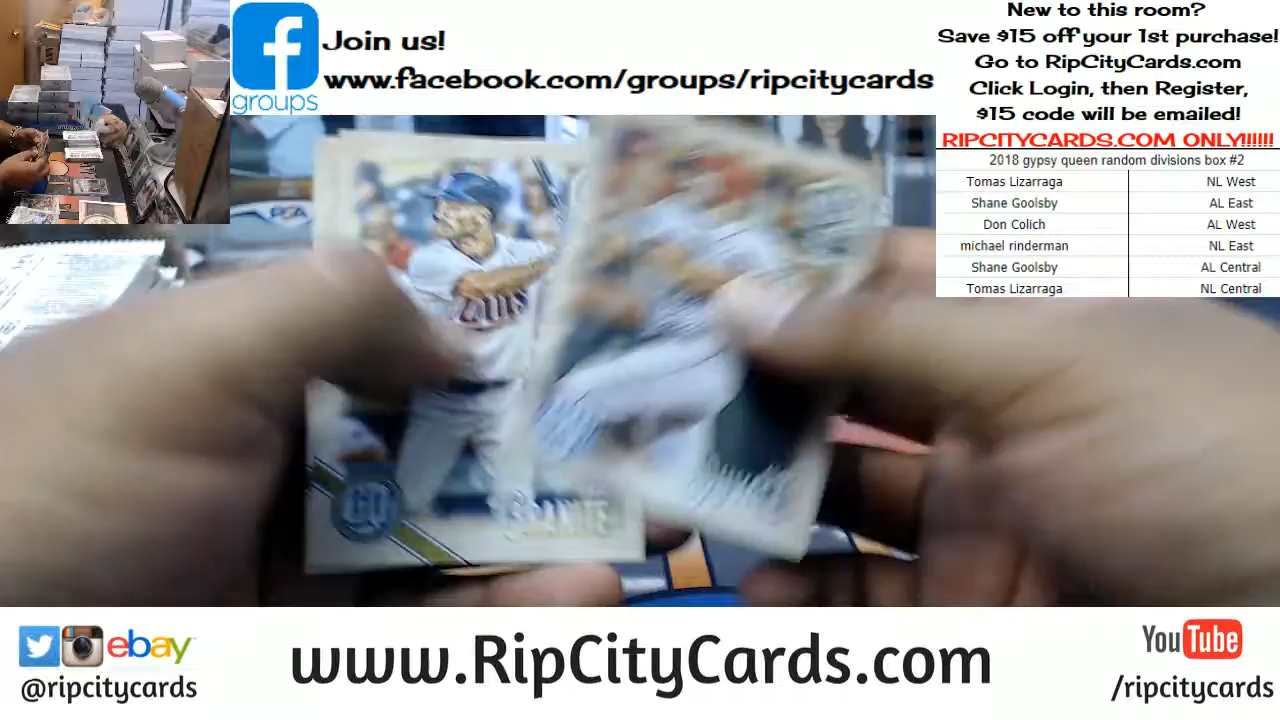 Join us!
www.facebook.com/groups/ripcitycards
groups
New to this room?
Save $15 off your 1st purchase!
Go to RipCityCards.com
Click Login, then Register,
$15 code will be emailed!
RIPCITYCARDS.COM ONLY!!!!!!
2018 gypsy queen random divisions box #2
Tomas Lizarraga NL West
Shane Goolsby AL East
Don Colich AL West
michael rinderman NL East
Shane Goolsby AL Central
Tomas Lizarraga NL Central
PSA
GQ
GRANITE
ebay
@ripcitycards
www.RipCityCards.com
YouTube
/ripcitycards